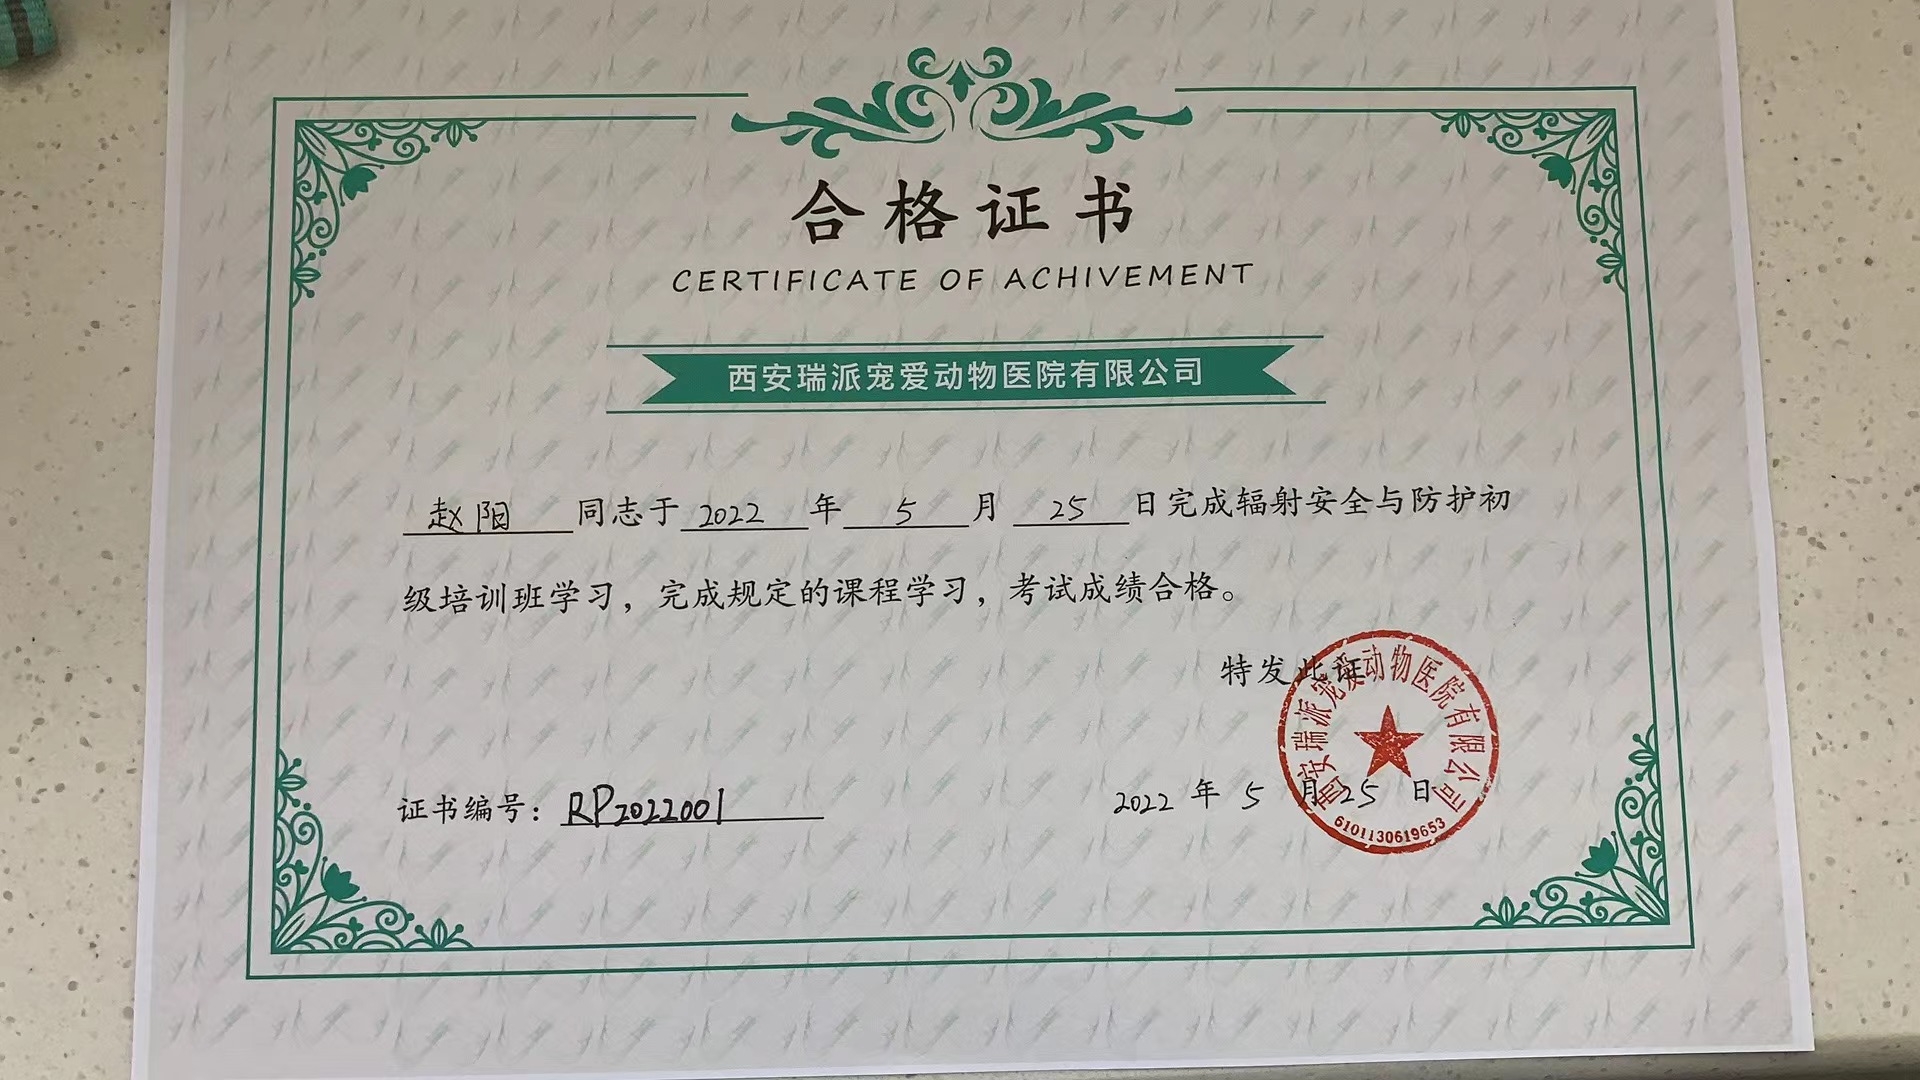 合格证书
CERTIFICATE OF ACHIVEMENT
西安瑞派宠爱动物医院有限公司
赵阳 同志于 2022 年 5 月 25 日完成辐射安全与防护初
级培训班学习，完成规定的课程学习，考试成绩合格。
特发此证
证书编号：RP2022001
2022 年 5 月 25 日
西安瑞派宠爱动物医院有限公司
6101130619653